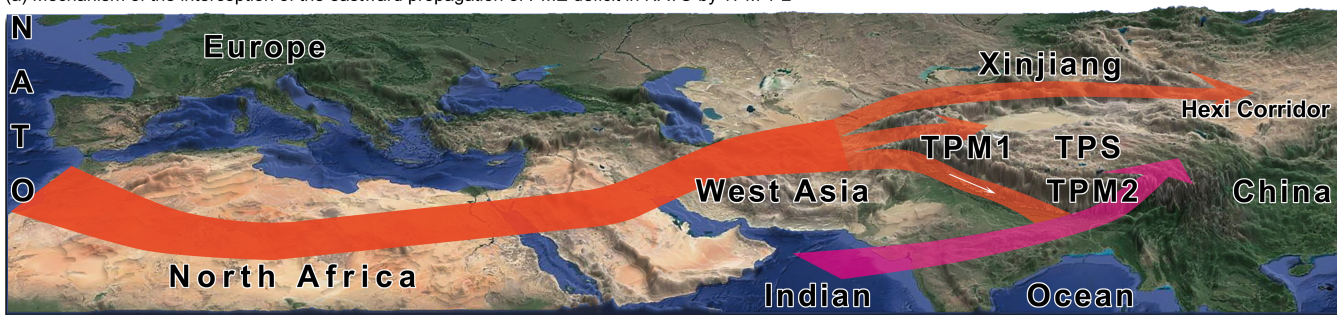 N
A
T
O
Europe
Xinjiang
Hexi Corridor
TPM1
TPS
West Asia
TPM2
China
North Africa
Indian
Ocean